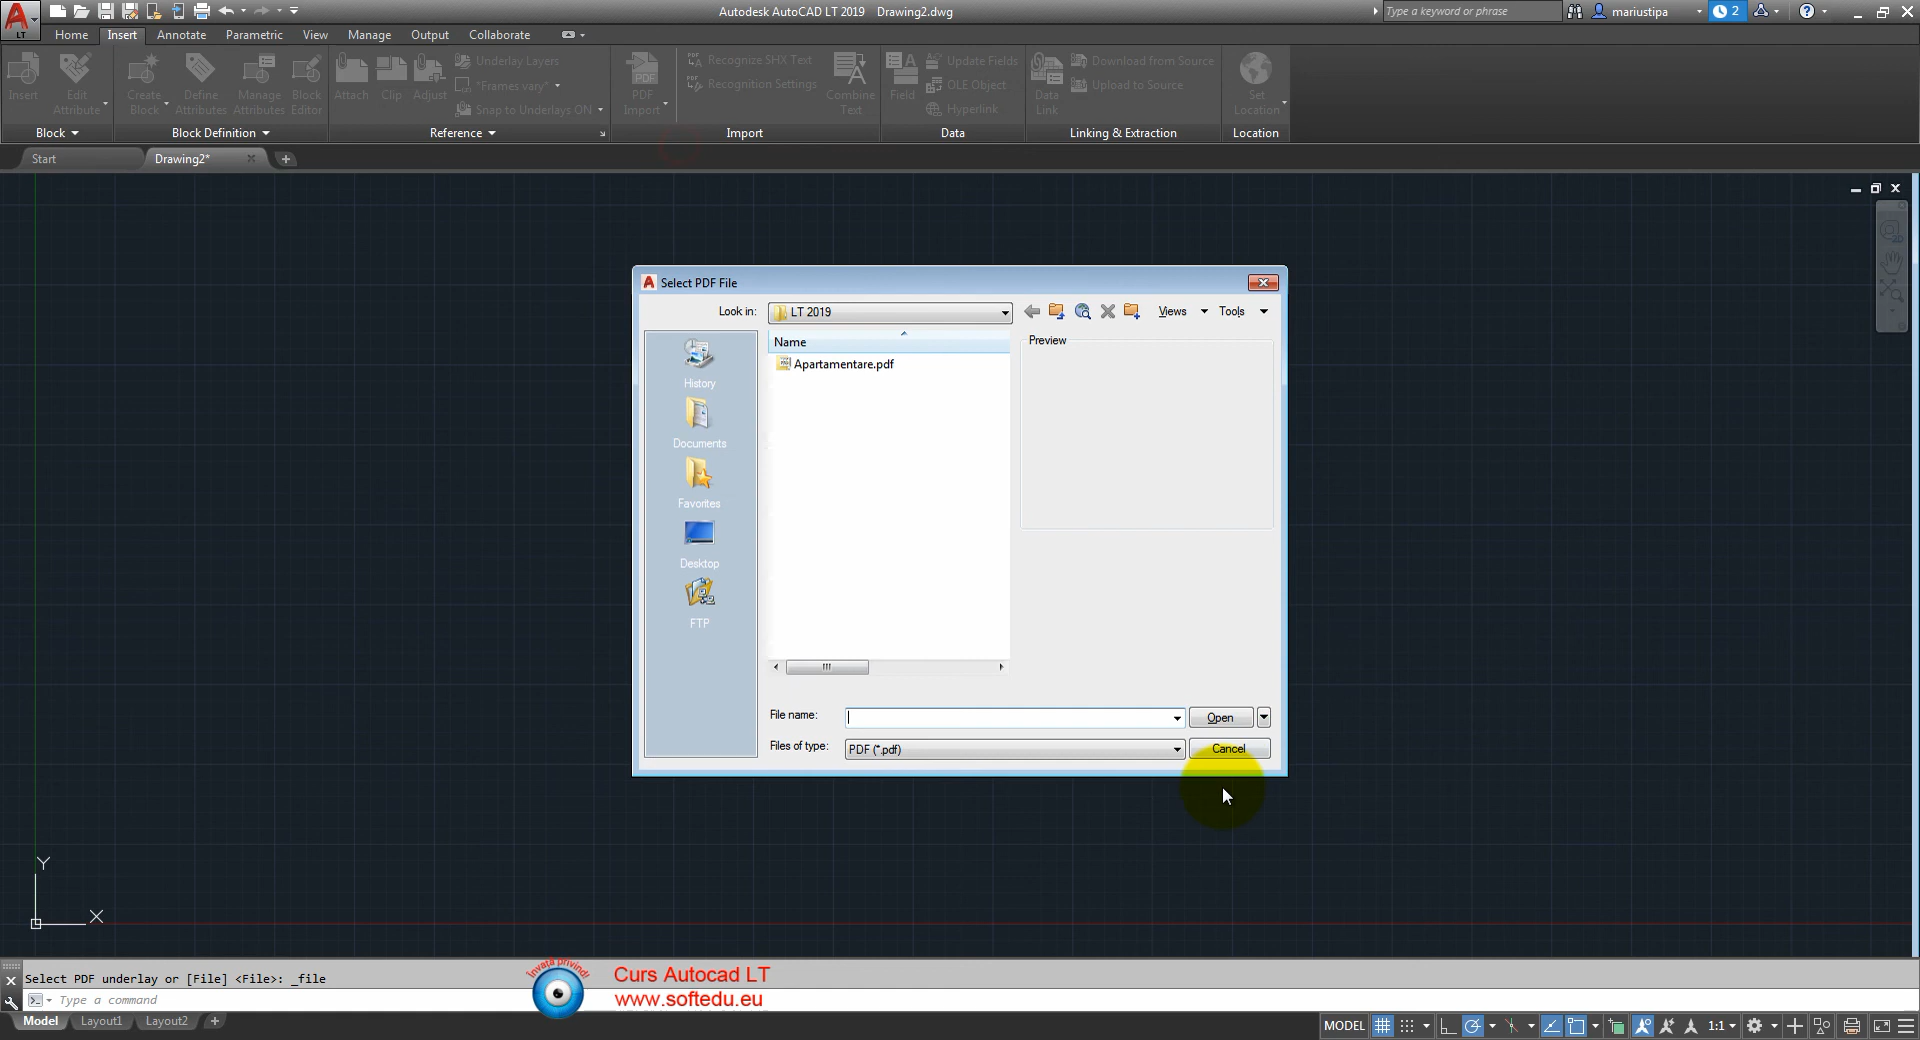 LT
Autodesk AutoCAD LT 2019 Drawing2.dwg
Type a keyword or phrase
mariustipa
2
?
Home Insert Annotate Parametric View Manage Output Collaborate
Insert
Edit Attribute
Create Block
Define Attributes
Manage Attributes
Block Editor
Attach
Clip
Adjust
Underlay Layers
*Frames vary*
Snap to Underlays ON
PDF Import
Recognize SHX Text
Recognition Settings
Combine Text
Field
Update Fields
OLE Object
Hyperlink
Data Link
Download from Source
Upload to Source
Set Location
Block Block Definition Reference Import Data Linking & Extraction Location
Start Drawing2*
Select PDF File
Look in: LT 2019 Views Tools
Name
Preview
Apartamentare.pdf
History
Documents
Favorites
Desktop
FTP
File name: Open
Files of type: PDF (*.pdf) Cancel
Y
X
Select PDF underlay or [File] <File>: _file
Type a command
învață privind!
Curs Autocad LT
www.softedu.eu
Model Layout1 Layout2
MODEL 1:1